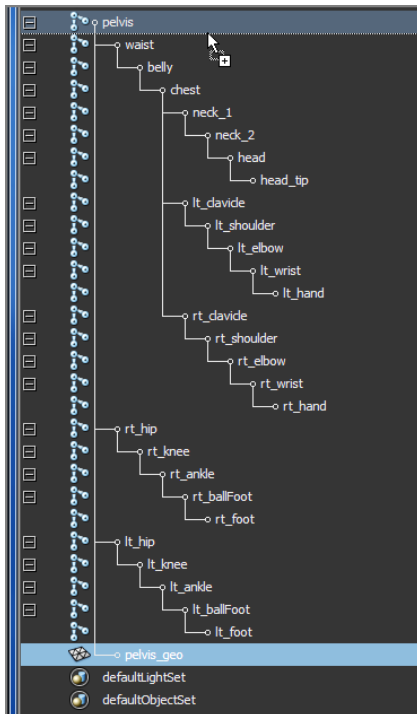 pelvis
waist
belly
chest
neck_1
neck_2
head
head_tip
lt_clavicle
lt_shoulder
lt_elbow
lt_wrist
lt_hand
rt_clavicle
rt_shoulder
rt_elbow
rt_wrist
rt_hand
rt_hip
rt_knee
rt_ankle
rt_ballFoot
rt_foot
lt_hip
lt_knee
lt_ankle
lt_ballFoot
lt_foot
pelvis_geo
defaultLightSet
defaultObjectSet